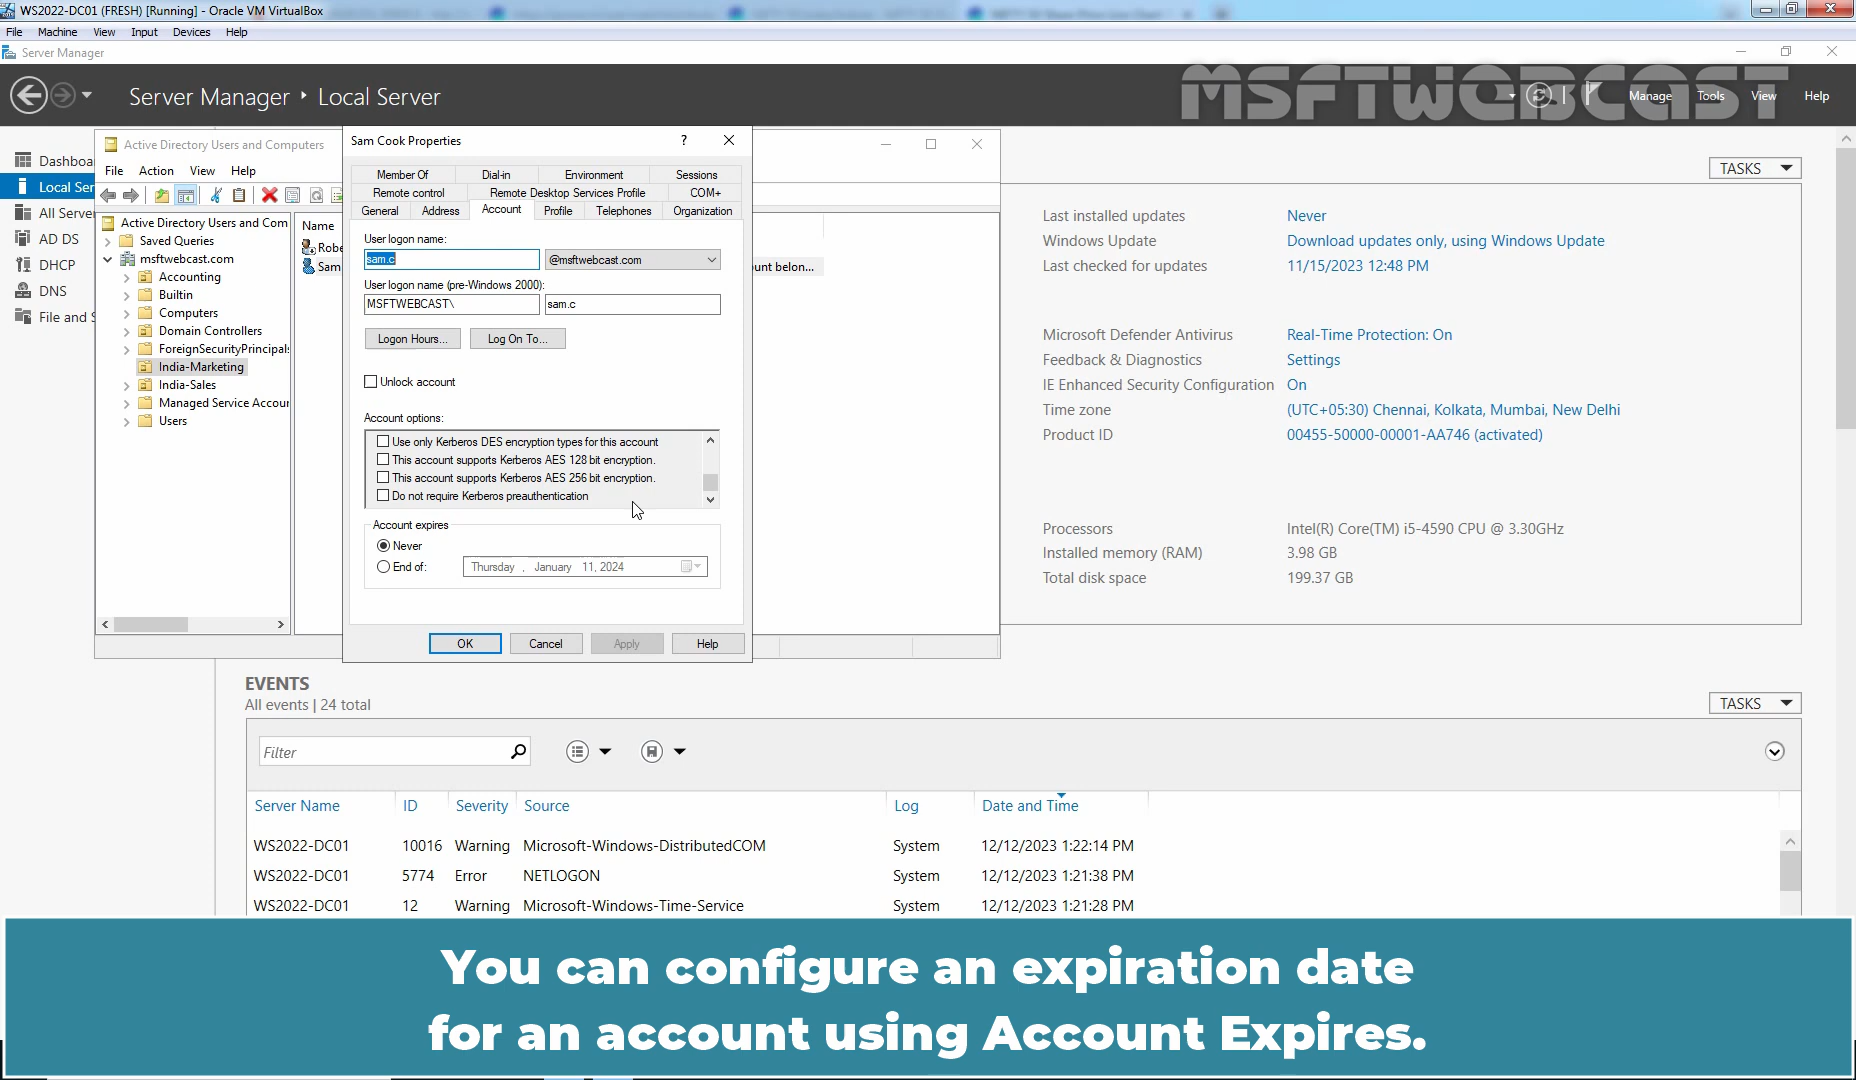 WS2022-DC01 (FRESH) [Running] - Oracle VM VirtualBox
File Machine View Input Devices Help
Server Manager
Server Manager ‣ Local Server
MSFTWEBCAST
Manage Tools View Help
Dashboa
Local Ser
All Server
AD DS
DHCP
DNS
File and S
Active Directory Users and Computers
File Action View Help
Active Directory Users and Com
Saved Queries
msftwebcast.com
Accounting
Builtin
Computers
Domain Controllers
ForeignSecurityPrincipals
India-Marketing
India-Sales
Managed Service Accour
Users
Name
Robe
Sam
ount belon...
Sam Cook Properties
?
Member Of Dial-in Environment Sessions
Remote control Remote Desktop Services Profile COM+
General Address Account Profile Telephones Organization
User logon name:
sam.c @msftwebcast.com
User logon name (pre-Windows 2000):
MSFTWEBCAST\ sam.c
Logon Hours... Log On To...
Unlock account
Account options:
Use only Kerberos DES encryption types for this account
This account supports Kerberos AES 128 bit encryption.
This account supports Kerberos AES 256 bit encryption.
Do not require Kerberos preauthentication
Account expires
Never
End of: Thursday , January 11, 2024
OK Cancel Apply Help
TASKS
Last installed updates Never
Windows Update Download updates only, using Windows Update
Last checked for updates 11/15/2023 12:48 PM
Microsoft Defender Antivirus Real-Time Protection: On
Feedback & Diagnostics Settings
IE Enhanced Security Configuration On
Time zone (UTC+05:30) Chennai, Kolkata, Mumbai, New Delhi
Product ID 00455-50000-00001-AA746 (activated)
Processors Intel(R) Core(TM) i5-4590 CPU @ 3.30GHz
Installed memory (RAM) 3.98 GB
Total disk space 199.37 GB
EVENTS
All events | 24 total
TASKS
Filter
Server Name ID Severity Source Log Date and Time
WS2022-DC01 10016 Warning Microsoft-Windows-DistributedCOM System 12/12/2023 1:22:14 PM
WS2022-DC01 5774 Error NETLOGON System 12/12/2023 1:21:38 PM
WS2022-DC01 12 Warning Microsoft-Windows-Time-Service System 12/12/2023 1:21:28 PM
You can configure an expiration date
for an account using Account Expires.